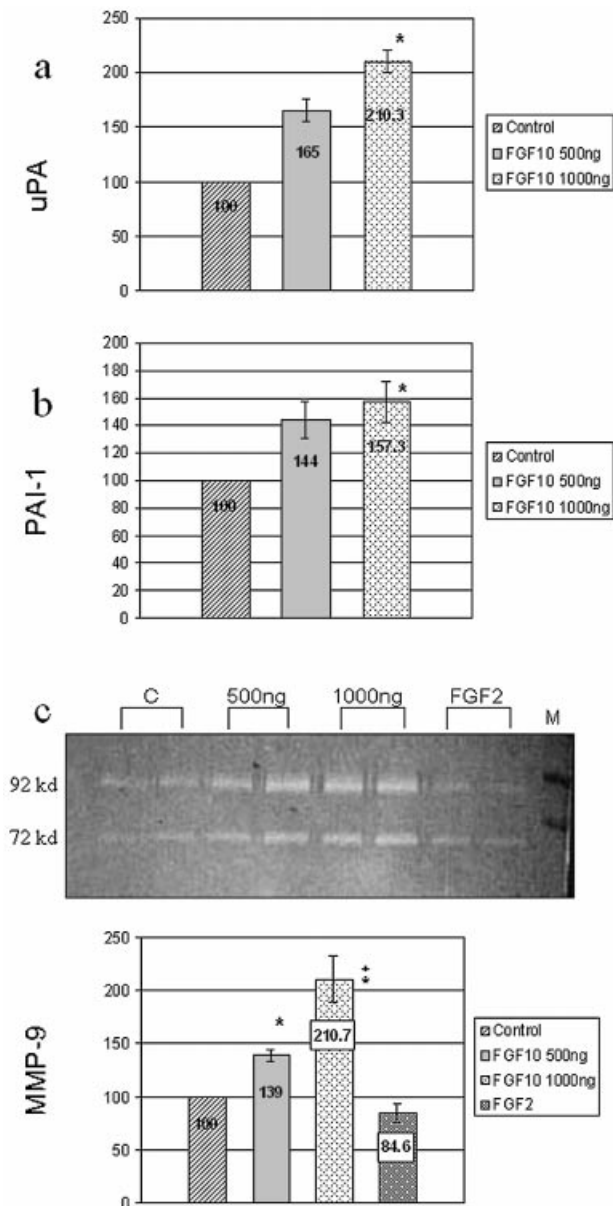 a
uPA
250
200
150
100
50
0
100
165
210.3
*
Control
FGF10 500ng
FGF10 1000ng
b
PAI-1
200
180
160
140
120
100
80
60
40
20
0
100
144
157.3
*
Control
FGF10 500ng
FGF10 1000ng
c
C 500ng 1000ng FGF2 M
92 kd
72 kd
MMP-9
250
200
150
100
50
0
100
139
*
210.7
**
84.6
Control
FGF10 500ng
FGF10 1000ng
FGF2